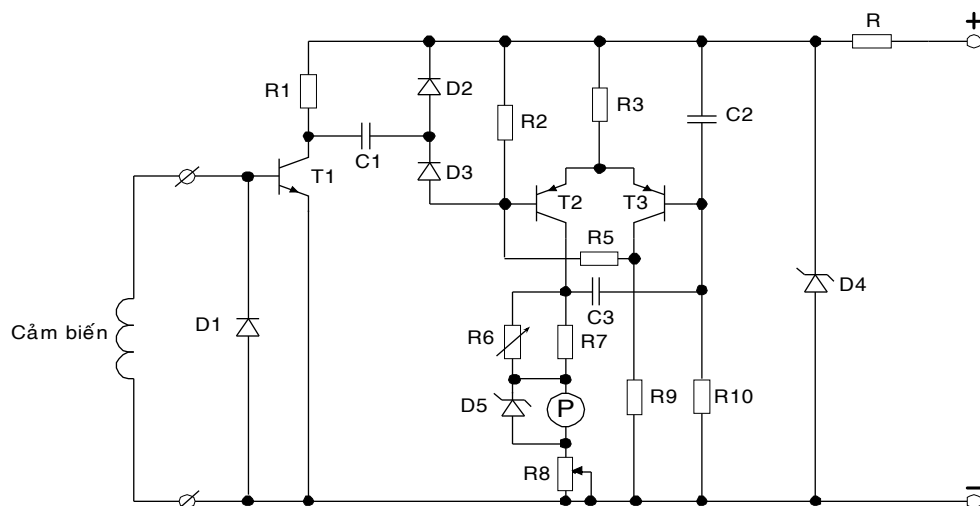 R
+
R1
D2
R2
R3
C2
C1
D3
T1
T2
T3
R5
D4
C3
Cảm biến
D1
R6
R7
D5
P
R9
R10
R8
−